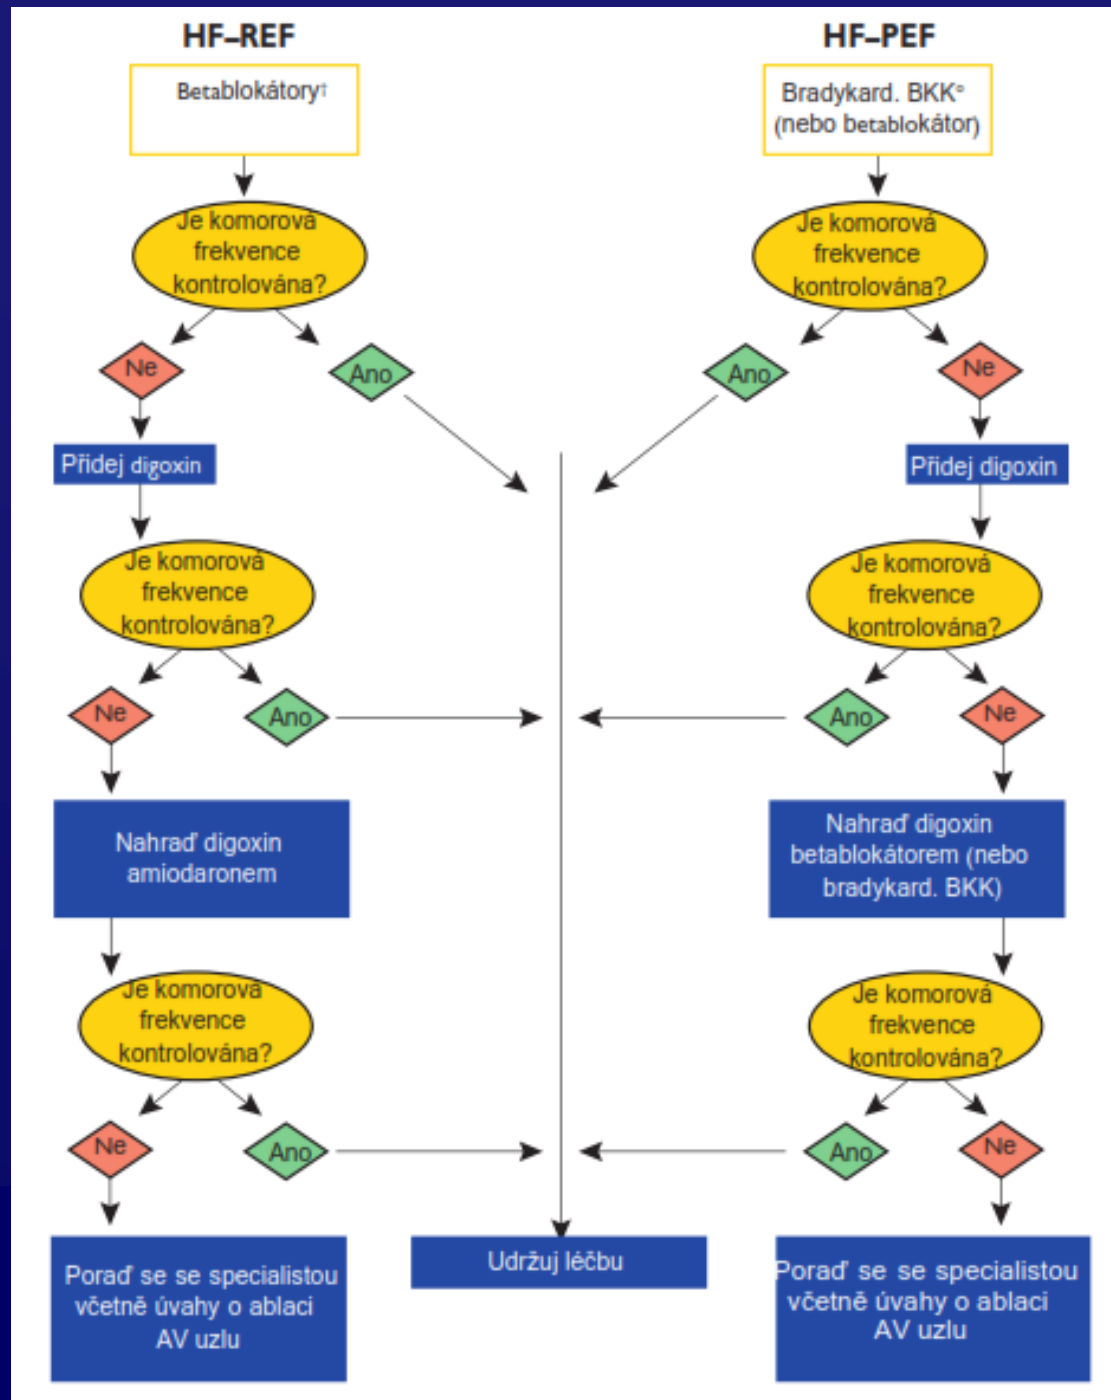 HF–REF
Betablokátory†
Je komorová
frekvence
kontrolována?
Ne
Ano
Přidej digoxin
Je komorová
frekvence
kontrolována?
Ne
Ano
Nahraď digoxin
amiodaronem
Je komorová
frekvence
kontrolována?
Ne
Ano
Poraď se se specialistou
včetně úvahy o ablaci
AV uzlu
Udržuj léčbu
HF–PEF
Bradykard. BKK°
(nebo betablokátor)
Je komorová
frekvence
kontrolována?
Ano
Ne
Přidej digoxin
Je komorová
frekvence
kontrolována?
Ano
Ne
Nahraď digoxin
betablokátorem (nebo
bradykard. BKK)
Je komorová
frekvence
kontrolována?
Ano
Ne
Poraď se se specialistou
včetně úvahy o ablaci
AV uzlu